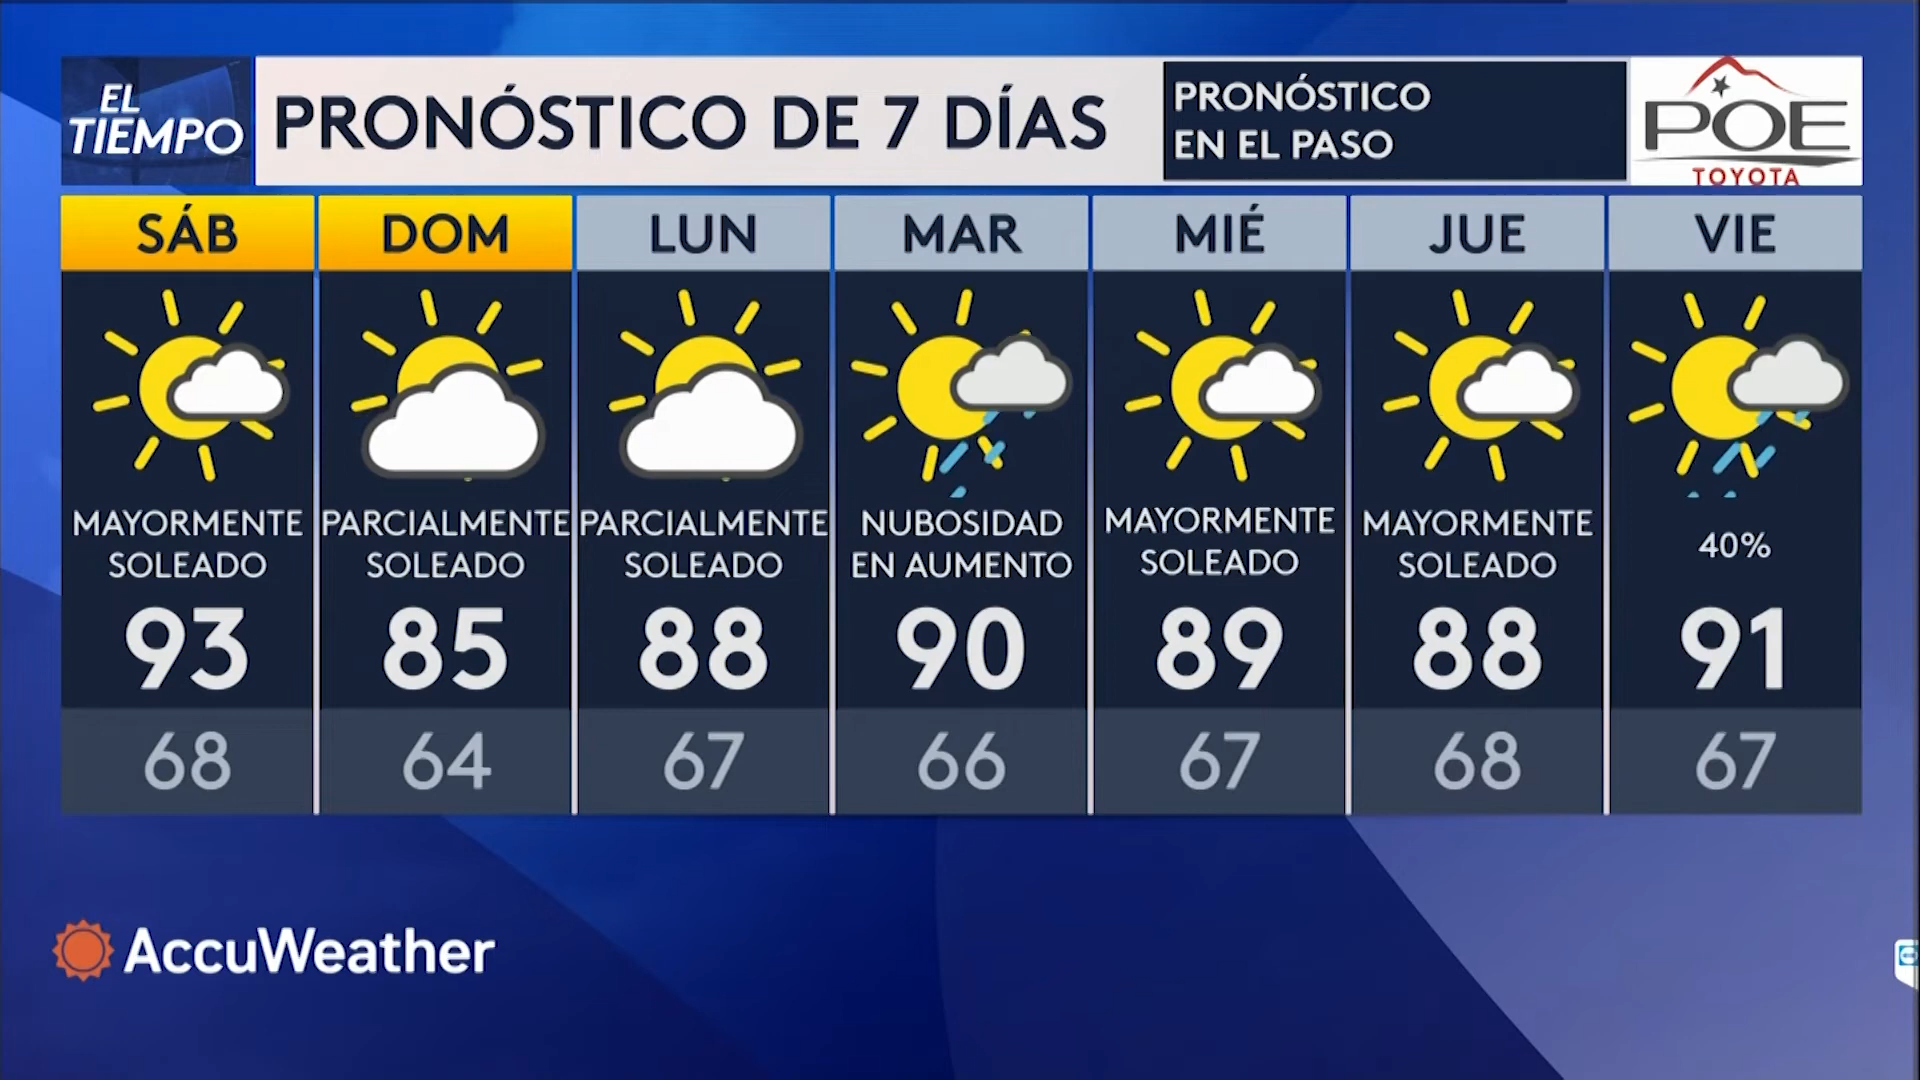 EL
TIEMPO
PRONÓSTICO DE 7 DÍAS
PRONÓSTICO
EN EL PASO
POE
TOYOTA
SÁB
DOM
LUN
MAR
MIÉ
JUE
VIE
MAYORMENTE
SOLEADO
PARCIALMENTE
SOLEADO
PARCIALMENTE
SOLEADO
NUBOSIDAD
EN AUMENTO
MAYORMENTE
SOLEADO
MAYORMENTE
SOLEADO
40%
93
85
88
90
89
88
91
68
64
67
66
67
68
67
AccuWeather